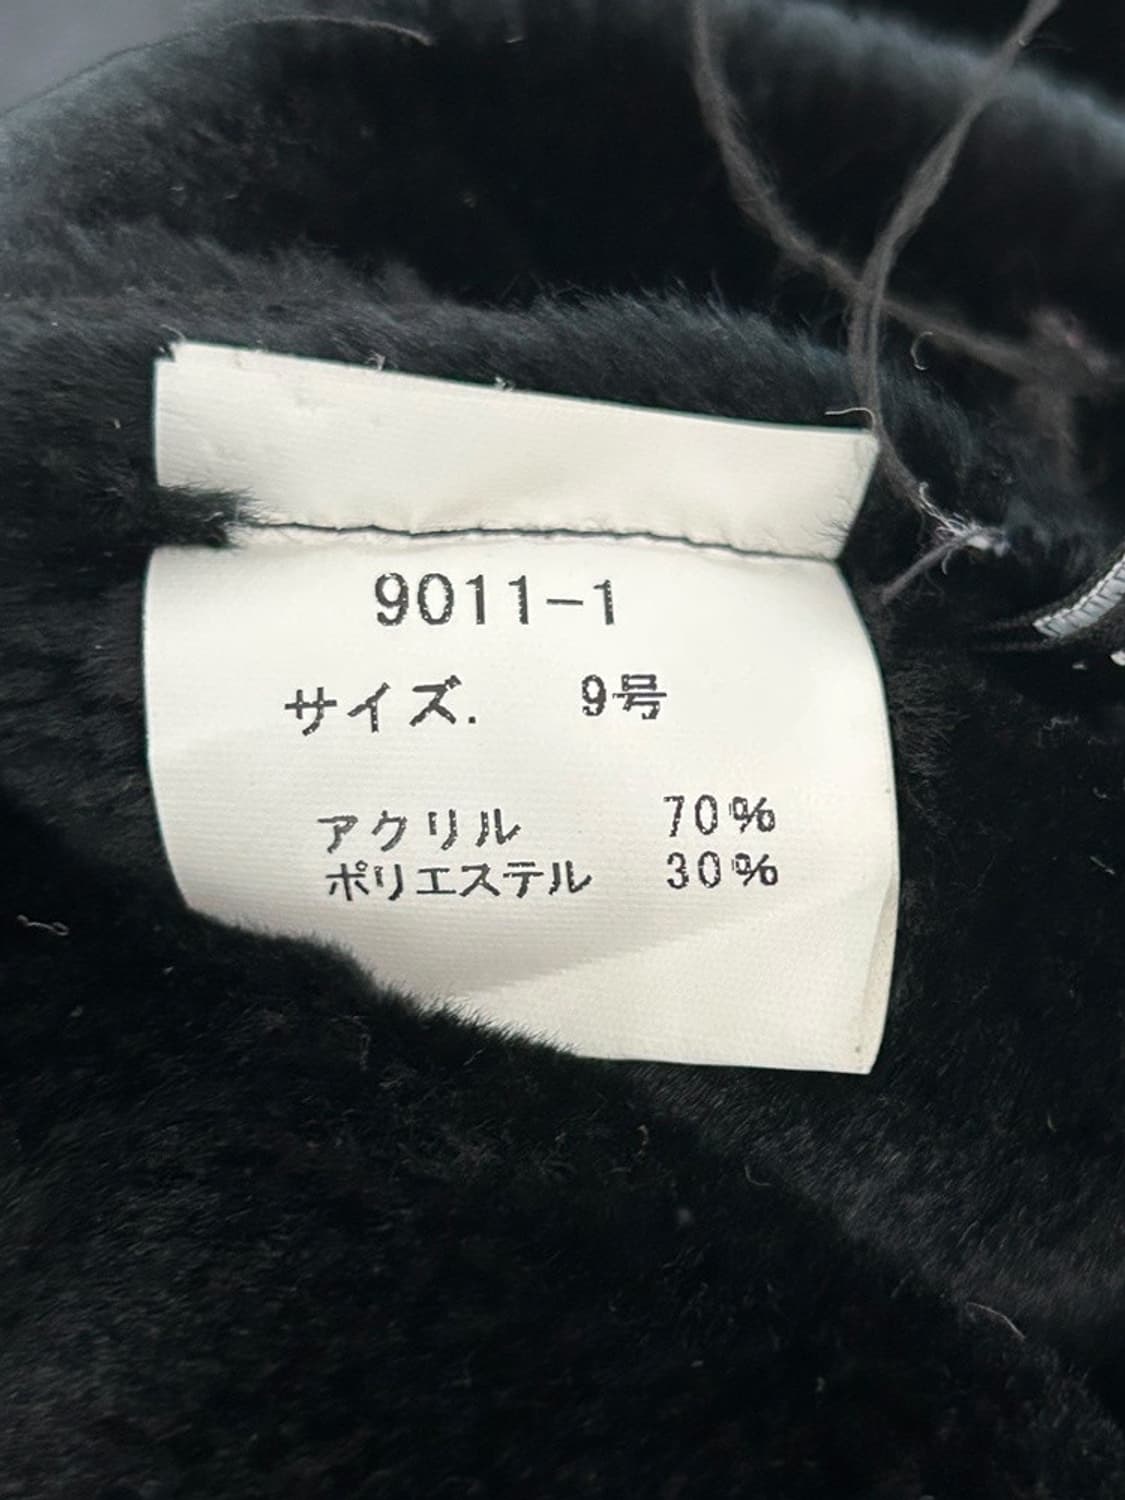 9011-1
サイズ. 9号
アクリル 70%
ポリエステル 30%